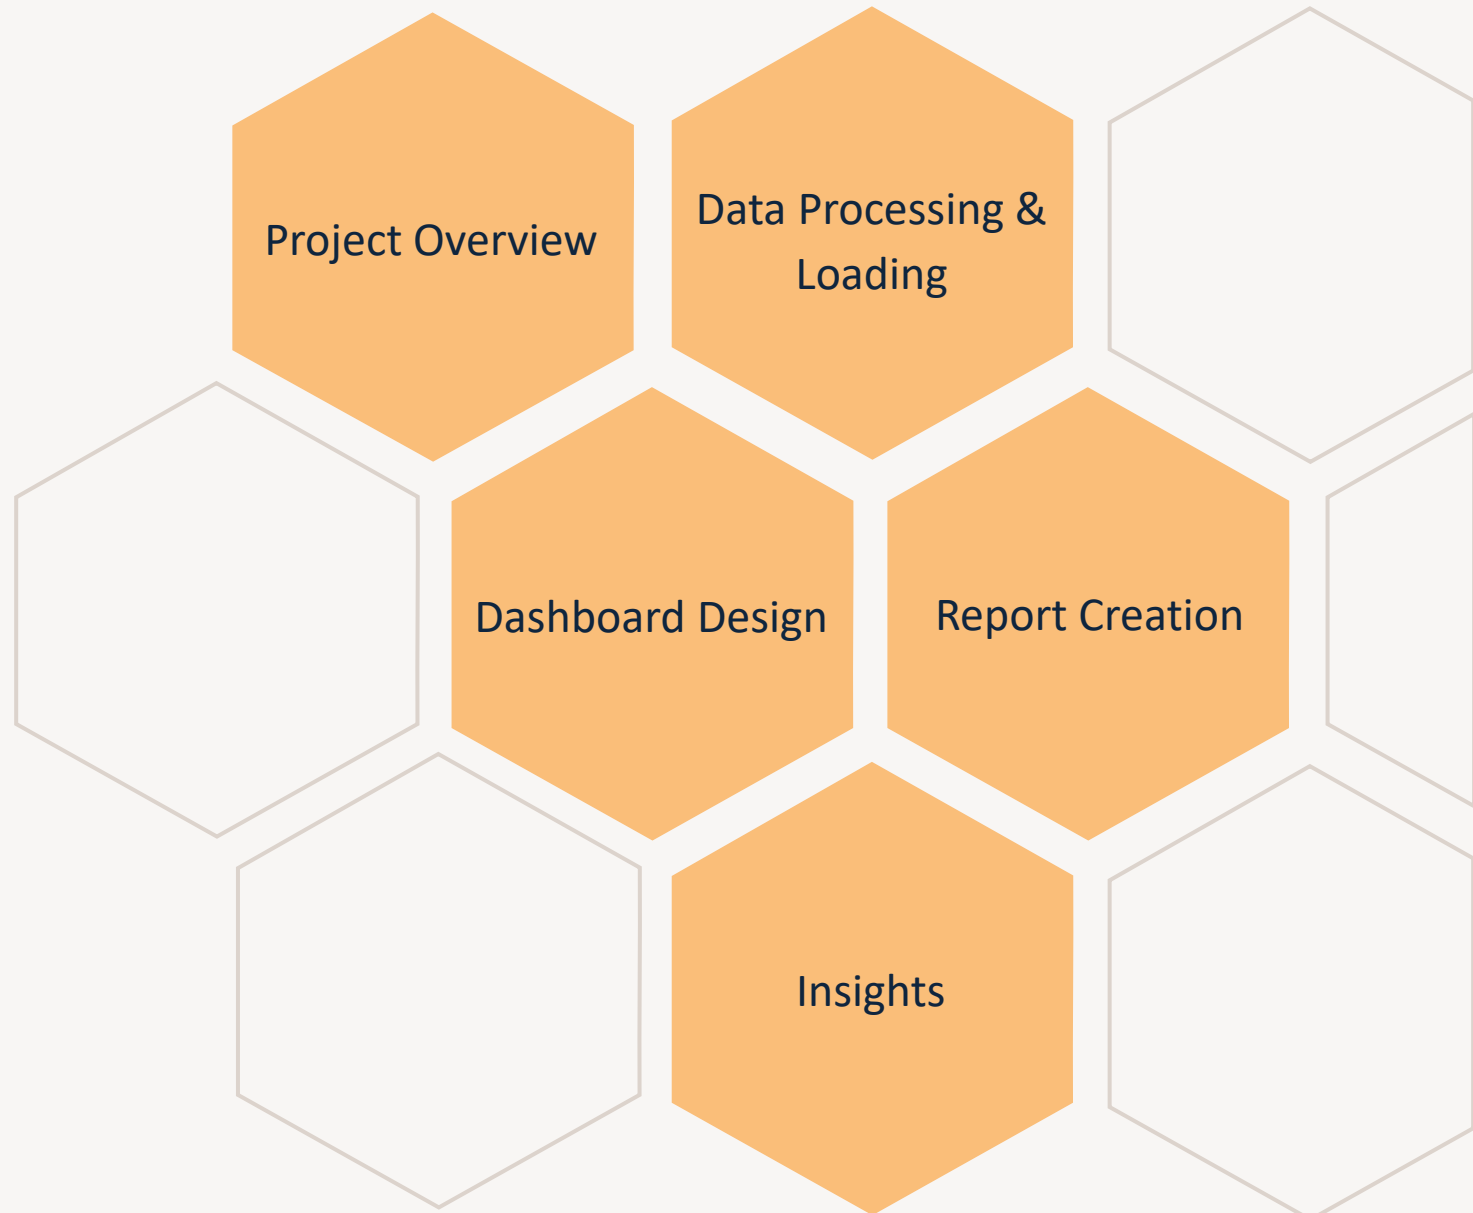 Project Overview
Data Processing &
Loading
Dashboard Design
Report Creation
Insights